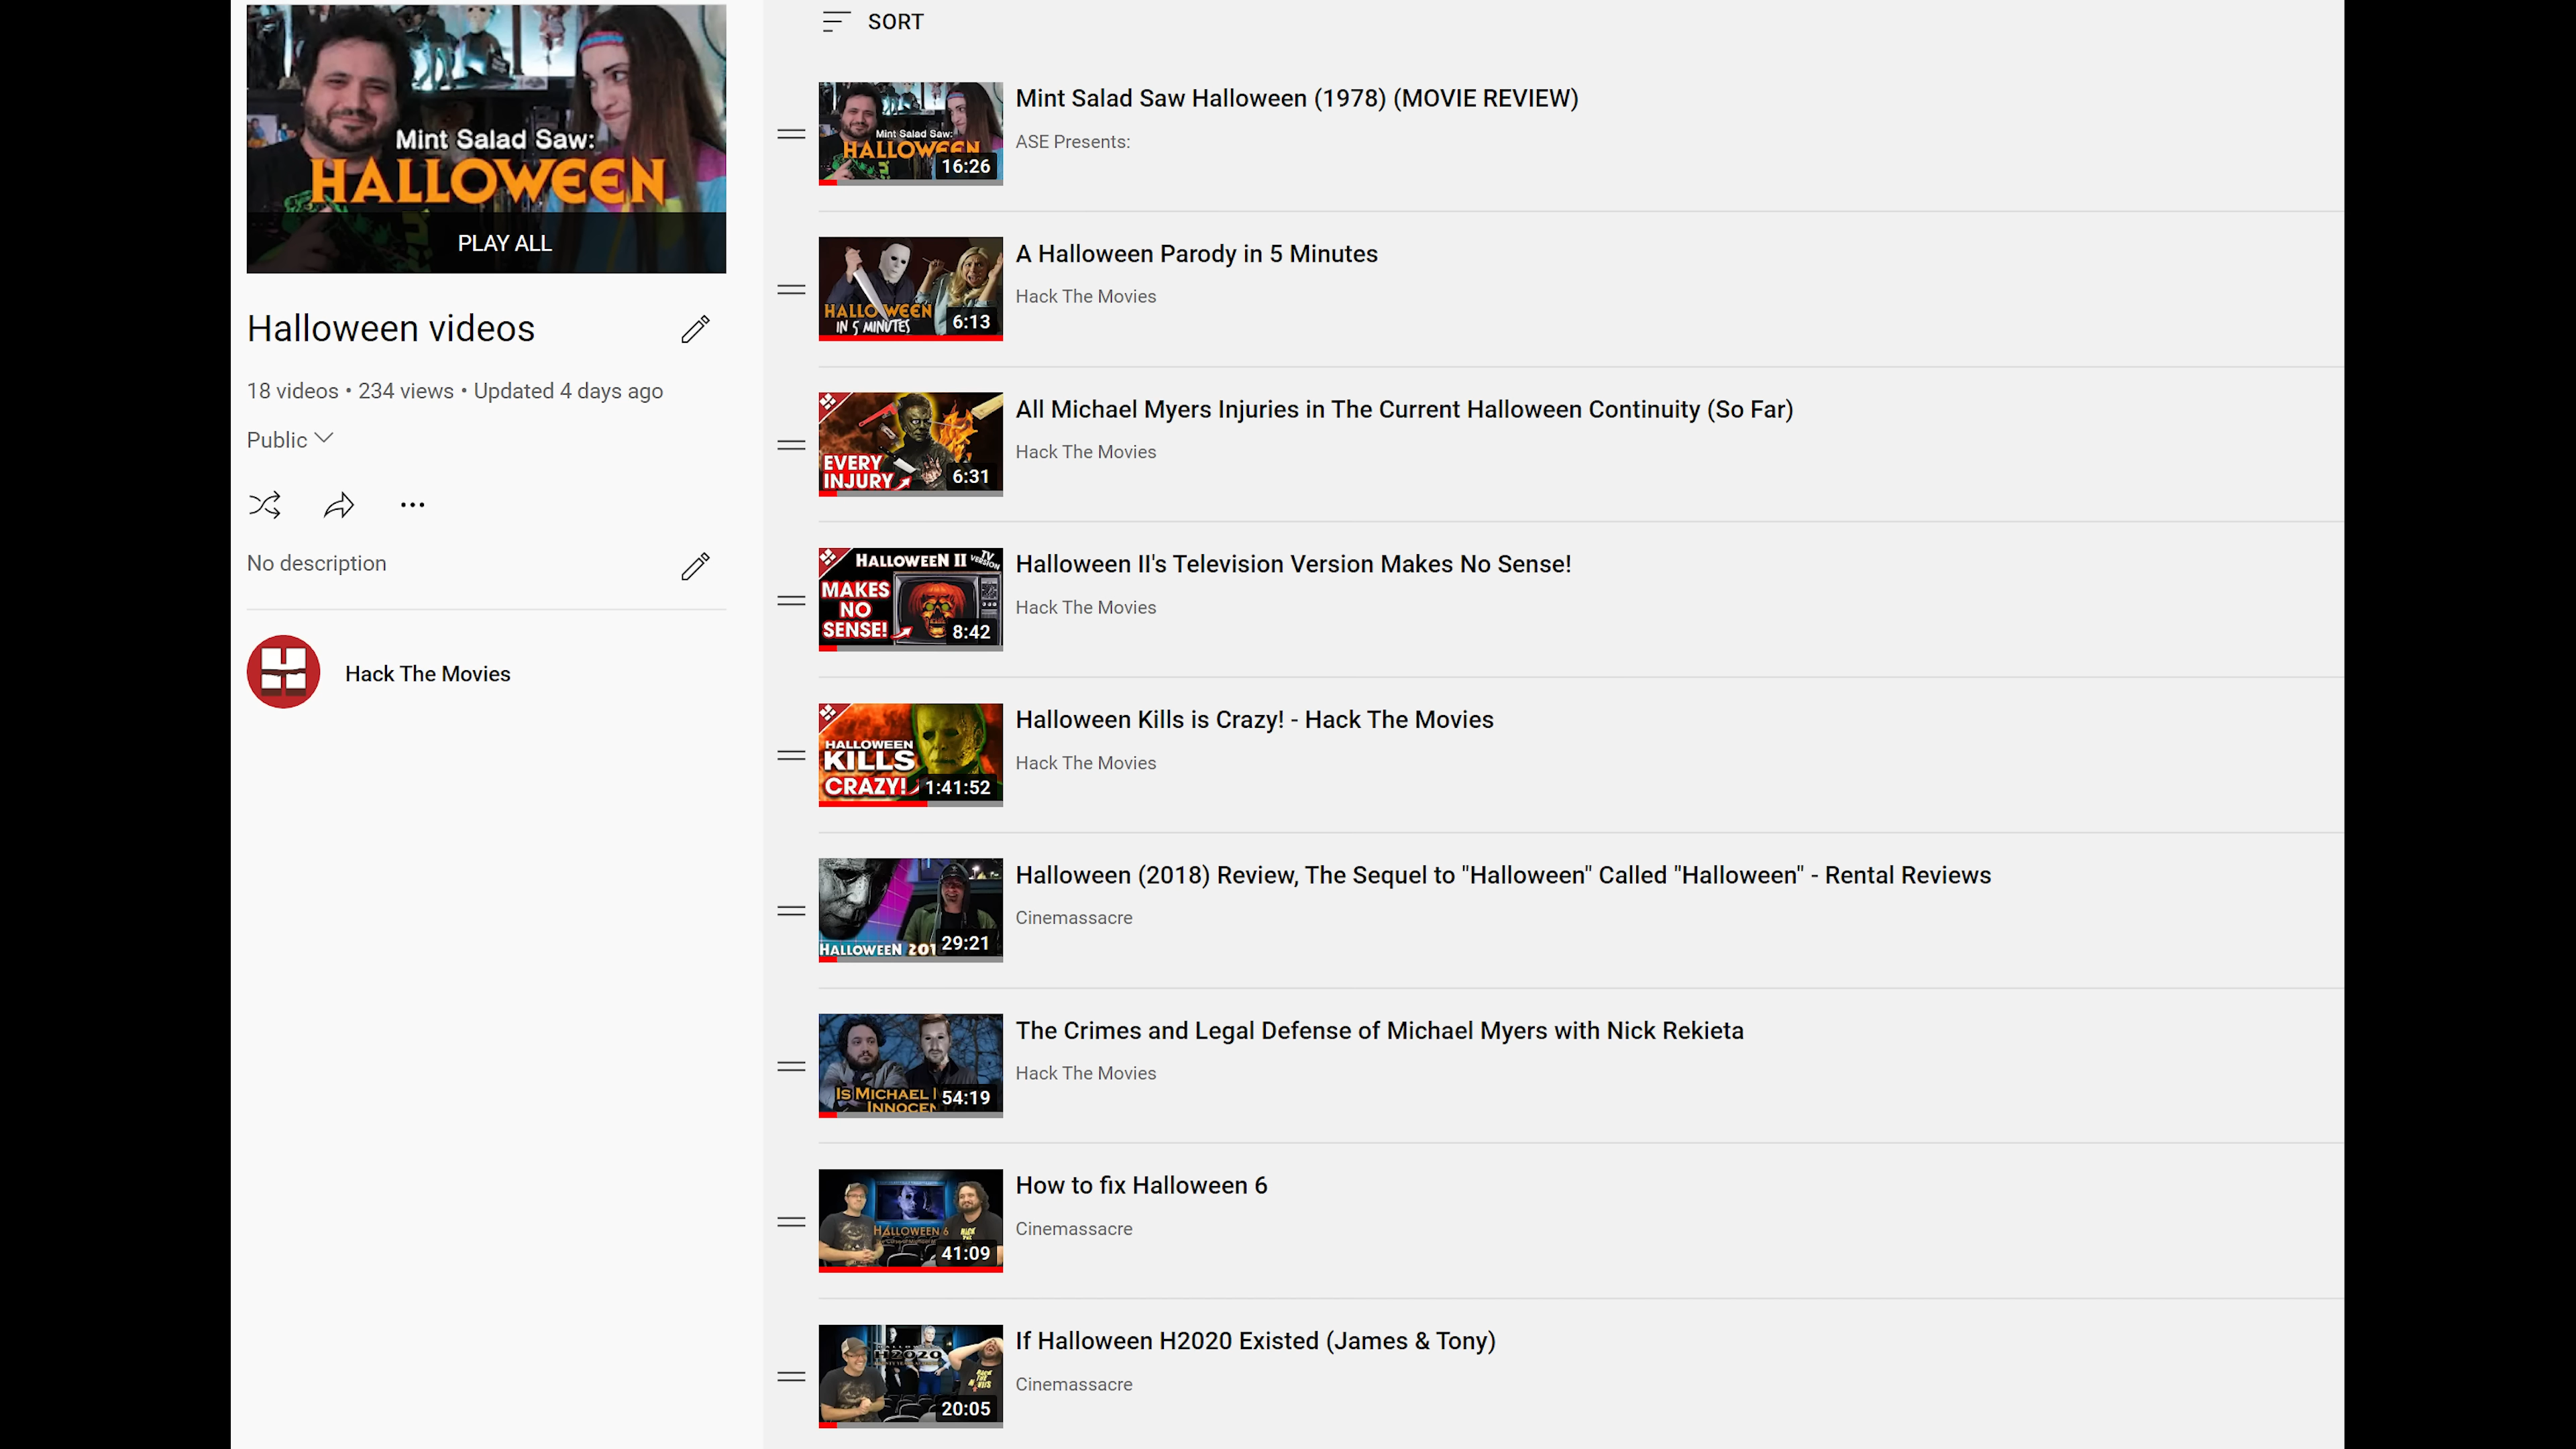 Mint Salad Saw:
HALLOWEEN
PLAY ALL
Halloween videos
18 videos • 234 views • Updated 4 days ago
Public
No description
Hack The Movies
SORT
Mint Salad Saw:
HALLOWEEN
16:26
Mint Salad Saw Halloween (1978) (MOVIE REVIEW)
ASE Presents:
HALLOWEEN
IN 5 MINUTES
6:13
A Halloween Parody in 5 Minutes
Hack The Movies
EVERY
INJURY
6:31
All Michael Myers Injuries in The Current Halloween Continuity (So Far)
Hack The Movies
HALLOWEEN II TV VERSION
MAKES
NO
SENSE!
8:42
Halloween II's Television Version Makes No Sense!
Hack The Movies
HALLOWEEN
KILLS
CRAZY!
1:41:52
Halloween Kills is Crazy! - Hack The Movies
Hack The Movies
HALLOWEEN 201
29:21
Halloween (2018) Review, The Sequel to "Halloween" Called "Halloween" - Rental Reviews
Cinemassacre
IS MICHAEL
INNOCEN
54:19
The Crimes and Legal Defense of Michael Myers with Nick Rekieta
Hack The Movies
HALLOWEEN 6
41:09
How to fix Halloween 6
Cinemassacre
H2020
20:05
If Halloween H2020 Existed (James & Tony)
Cinemassacre